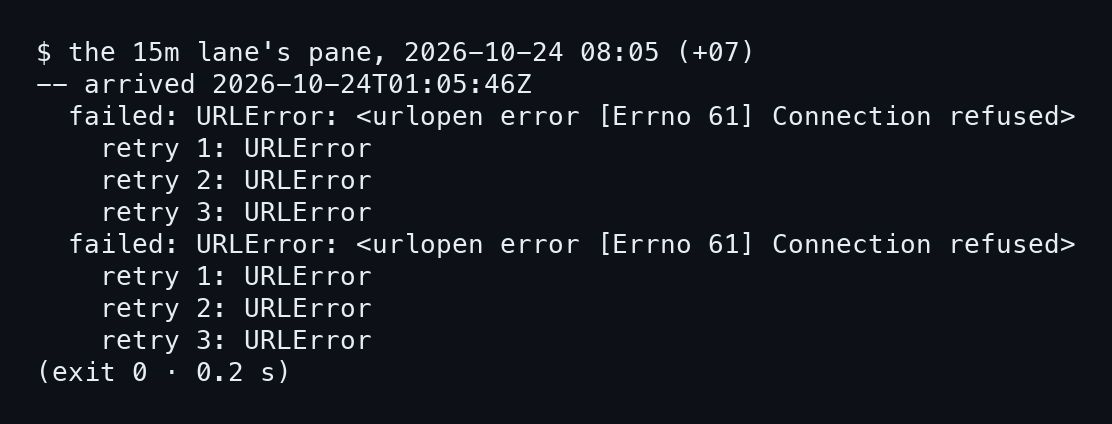 $ the 15m lane's pane, 2026-10-24 08:05 (+07)
-- arrived 2026-10-24T01:05:46Z
failed: URLError: <urlopen error [Errno 61] Connection refused>
retry 1: URLError
retry 2: URLError
retry 3: URLError
failed: URLError: <urlopen error [Errno 61] Connection refused>
retry 1: URLError
retry 2: URLError
retry 3: URLError
(exit 0 · 0.2 s)